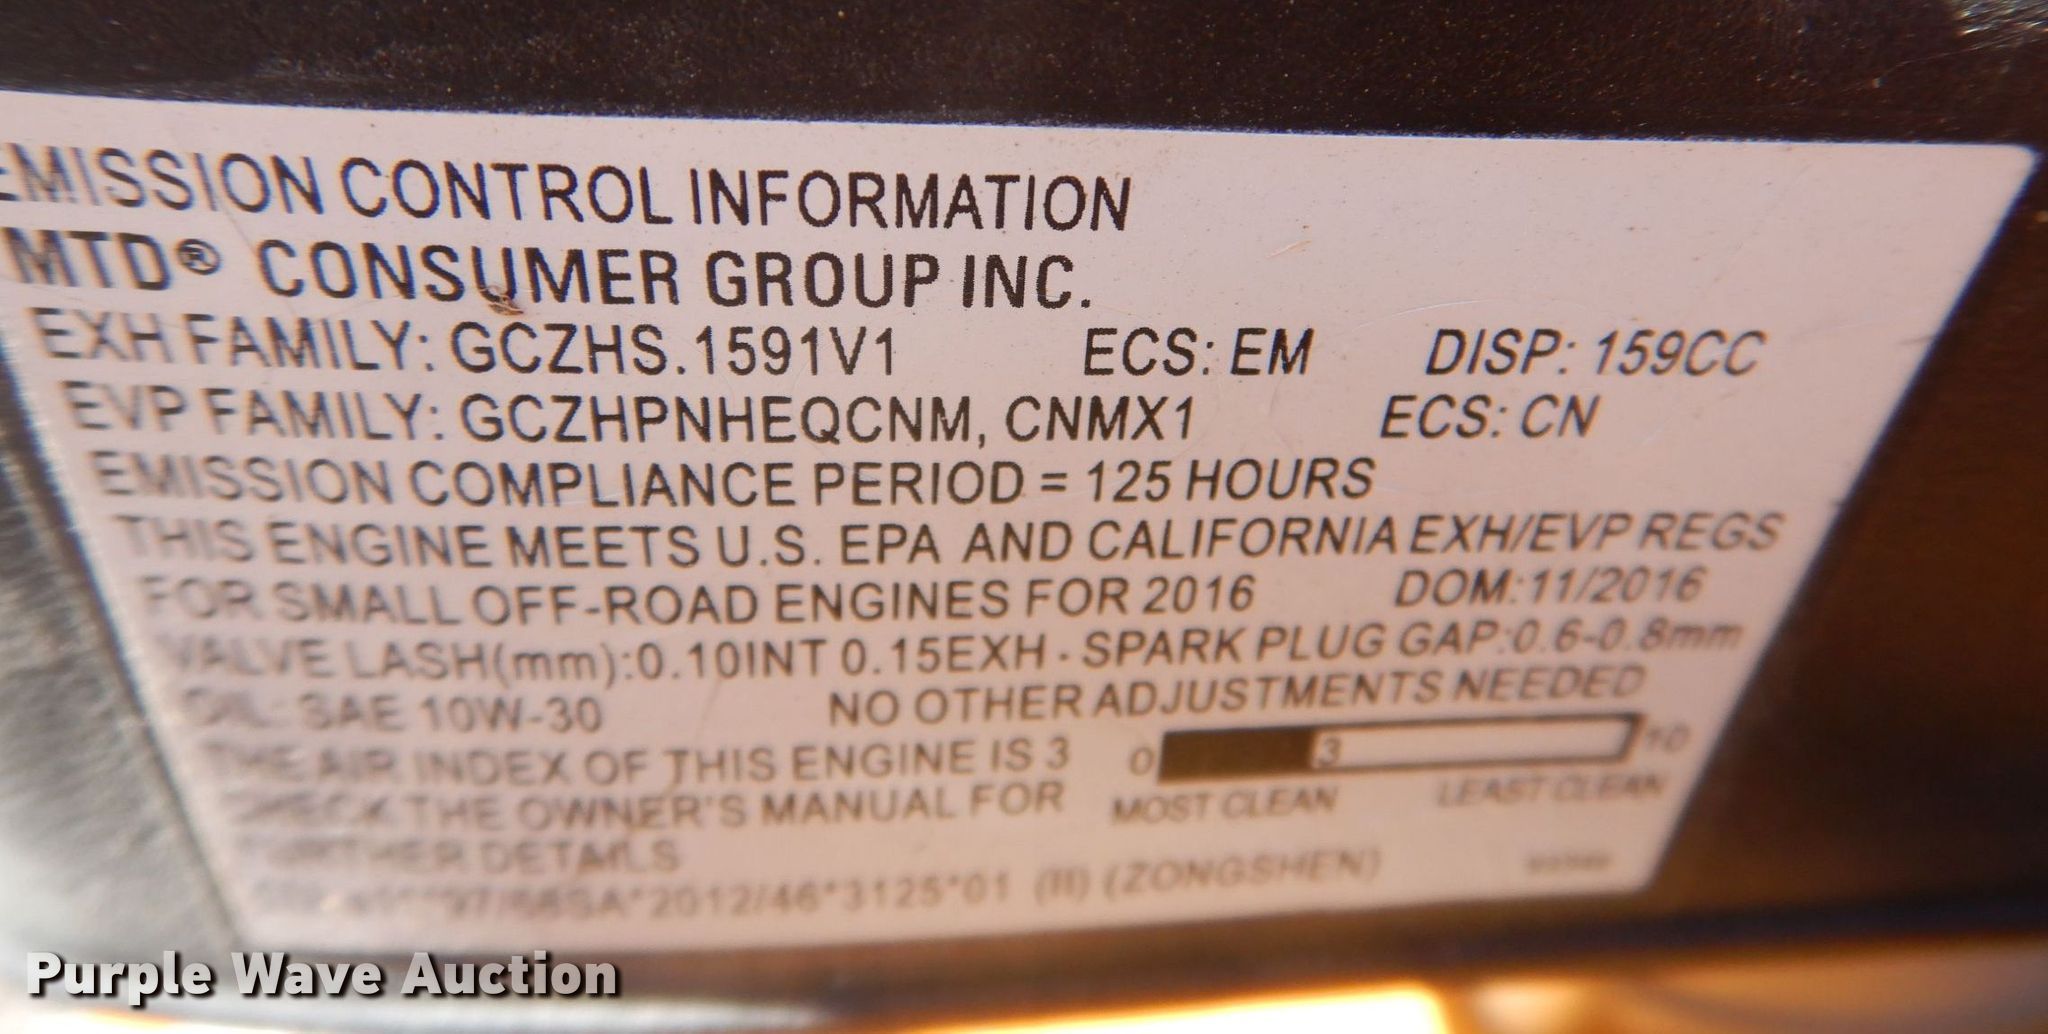 EMISSION CONTROL INFORMATION
MTD® CONSUMER GROUP INC.
EXH FAMILY: GCZHS.1591V1 ECS: EM DISP: 159CC
EVP FAMILY: GCZHPNHEQCNM, CNMX1 ECS: CN
EMISSION COMPLIANCE PERIOD = 125 HOURS
THIS ENGINE MEETS U.S. EPA AND CALIFORNIA EXH/EVP REGS
FOR SMALL OFF-ROAD ENGINES FOR 2016 DOM:11/2016
VALVE LASH(mm):0.10INT 0.15EXH - SPARK PLUG GAP:0.6-0.8mm
OIL: SAE 10W-30 NO OTHER ADJUSTMENTS NEEDED
THE AIR INDEX OF THIS ENGINE IS 3 0 3 10
CHECK THE OWNER'S MANUAL FOR MOST CLEAN LEAST CLEAN
FURTHER DETAILS
(II) (ZONGSHEN)
Purple Wave Auction